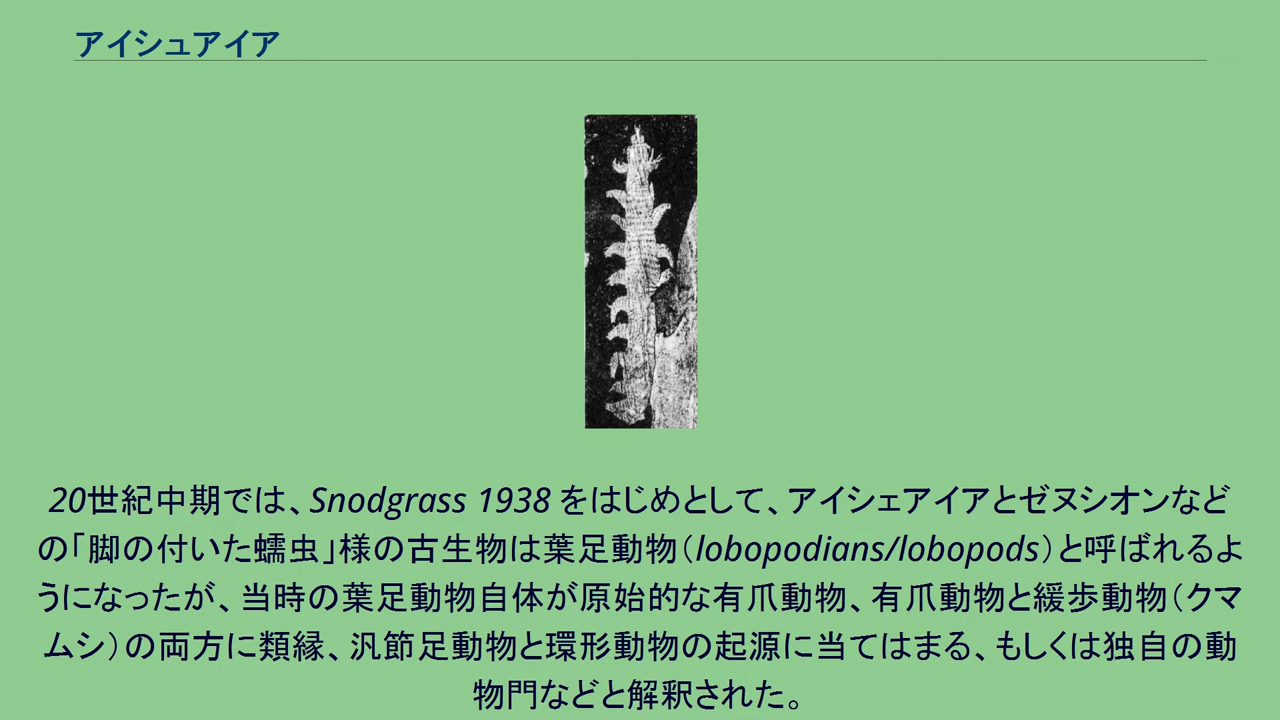 アイシュアイア
20世紀中期では、Snodgrass 1938 をはじめとして、アイシェアイアとゼヌシオンなど
の「脚の付いた蠕虫」様の古生物は葉足動物（lobopodians/lobopods）と呼ばれるよ
うになったが、当時の葉足動物自体が原始的な有爪動物、有爪動物と緩歩動物（クマ
ムシ）の両方に類縁、汎節足動物と環形動物の起源に当てはまる、もしくは独自の動
物門などと解釈された。